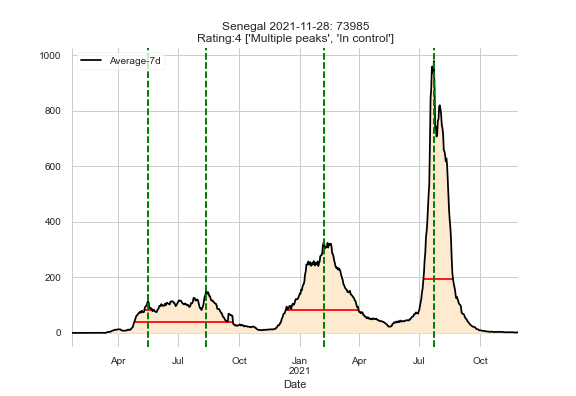 Senegal 2021-11-28: 73985
Rating:4 ['Multiple peaks', 'In control']
1000
800
600
400
200
0
Average-7d
Apr
Jul
Oct
Jan
2021
Apr
Jul
Oct
Date